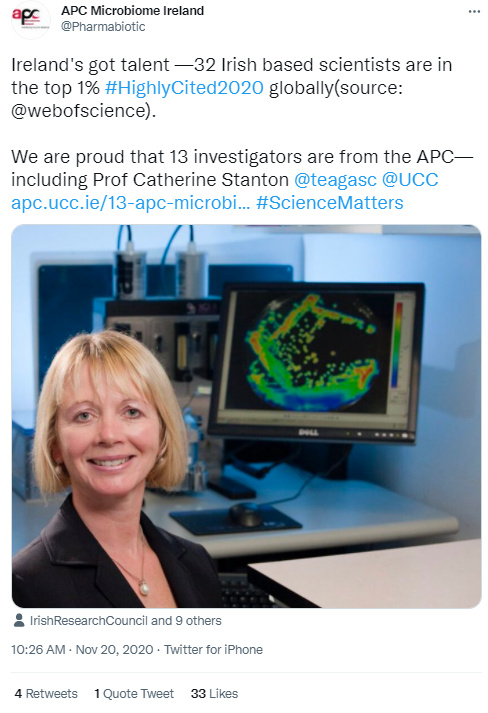 apc
APC Microbiome Ireland
@Pharmabiotic
Ireland's got talent —32 Irish based scientists are in
the top 1% #HighlyCited2020 globally(source:
@webofscience).
We are proud that 13 investigators are from the APC—
including Prof Catherine Stanton @teagasc @UCC
apc.ucc.ie/13-apc-microbi... #ScienceMatters
DELL
IrishResearchCouncil and 9 others
10:26 AM · Nov 20, 2020 · Twitter for iPhone
4 Retweets 1 Quote Tweet 33 Likes